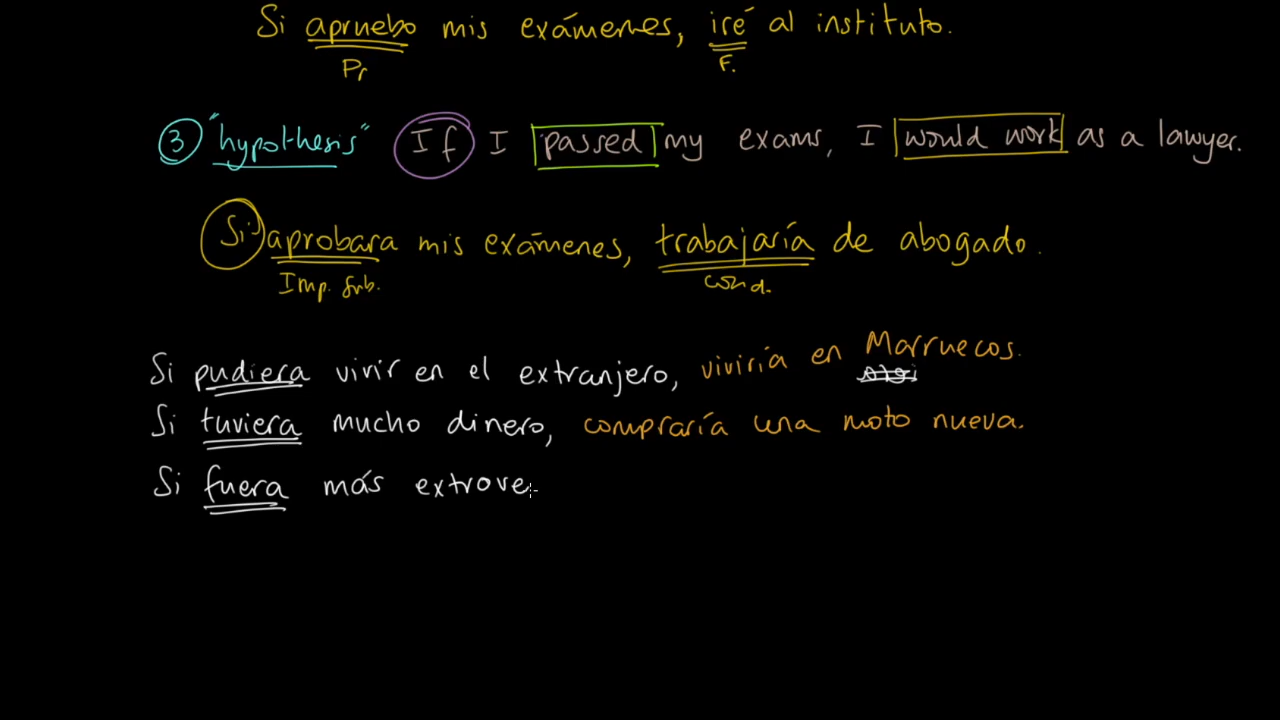 Si apruebo mis exámenes, iré al instituto.
Pr F.
3 "hypothesis" If I passed my exams, I would work as a lawyer.
Si aprobara mis exámenes, trabajaría de abogado.
Imp. Sub. cond.
Si pudiera vivir en el extranjero, viviría en Marruecos.
Si tuviera mucho dinero, compraría una moto nueva.
Si fuera más extrove